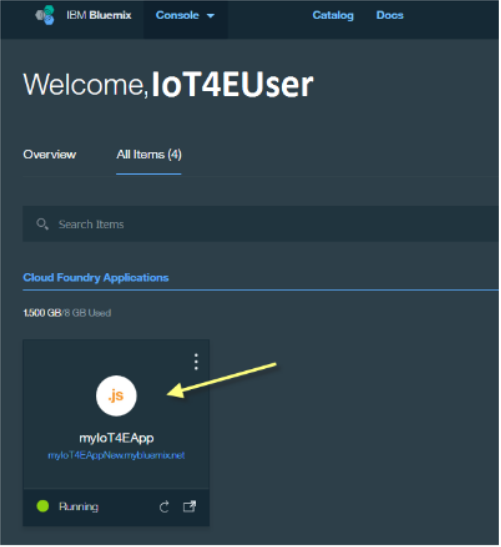 IBM Bluemix Console Catalog Docs
Welcome, IoT4EUser
Overview All Items (4)
Search Items
Cloud Foundry Applications
1.500 GB/8 GB Used
.js
myIoT4EApp
myIoT4EAppNew.mybluemix.net
Running